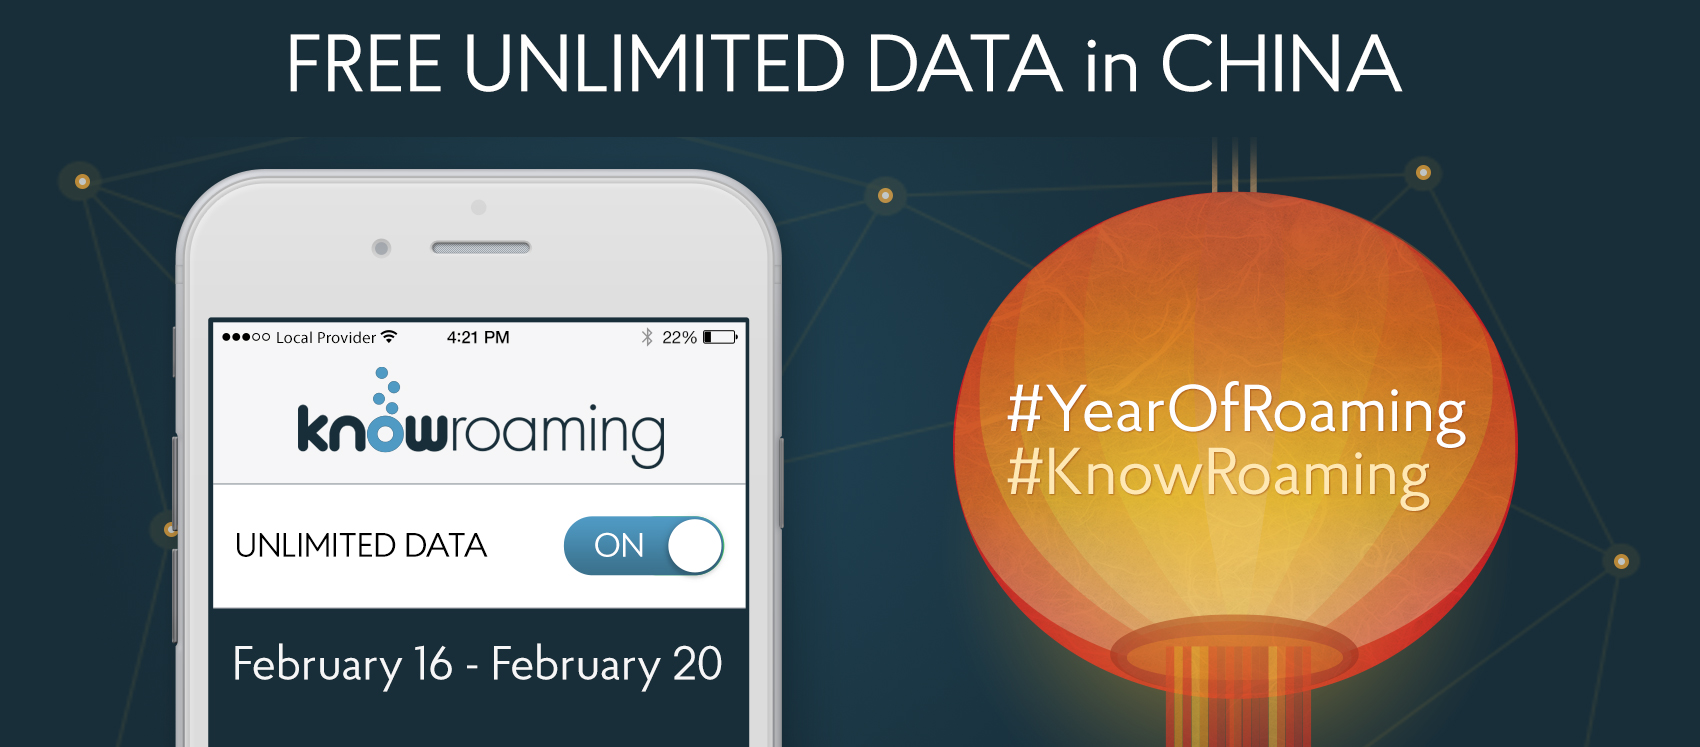 FREE UNLIMITED DATA in CHINA
Local Provider 4:21 PM 22%
knowroaming
UNLIMITED DATA ON
February 16 - February 20
#YearOfRoaming
#KnowRoaming